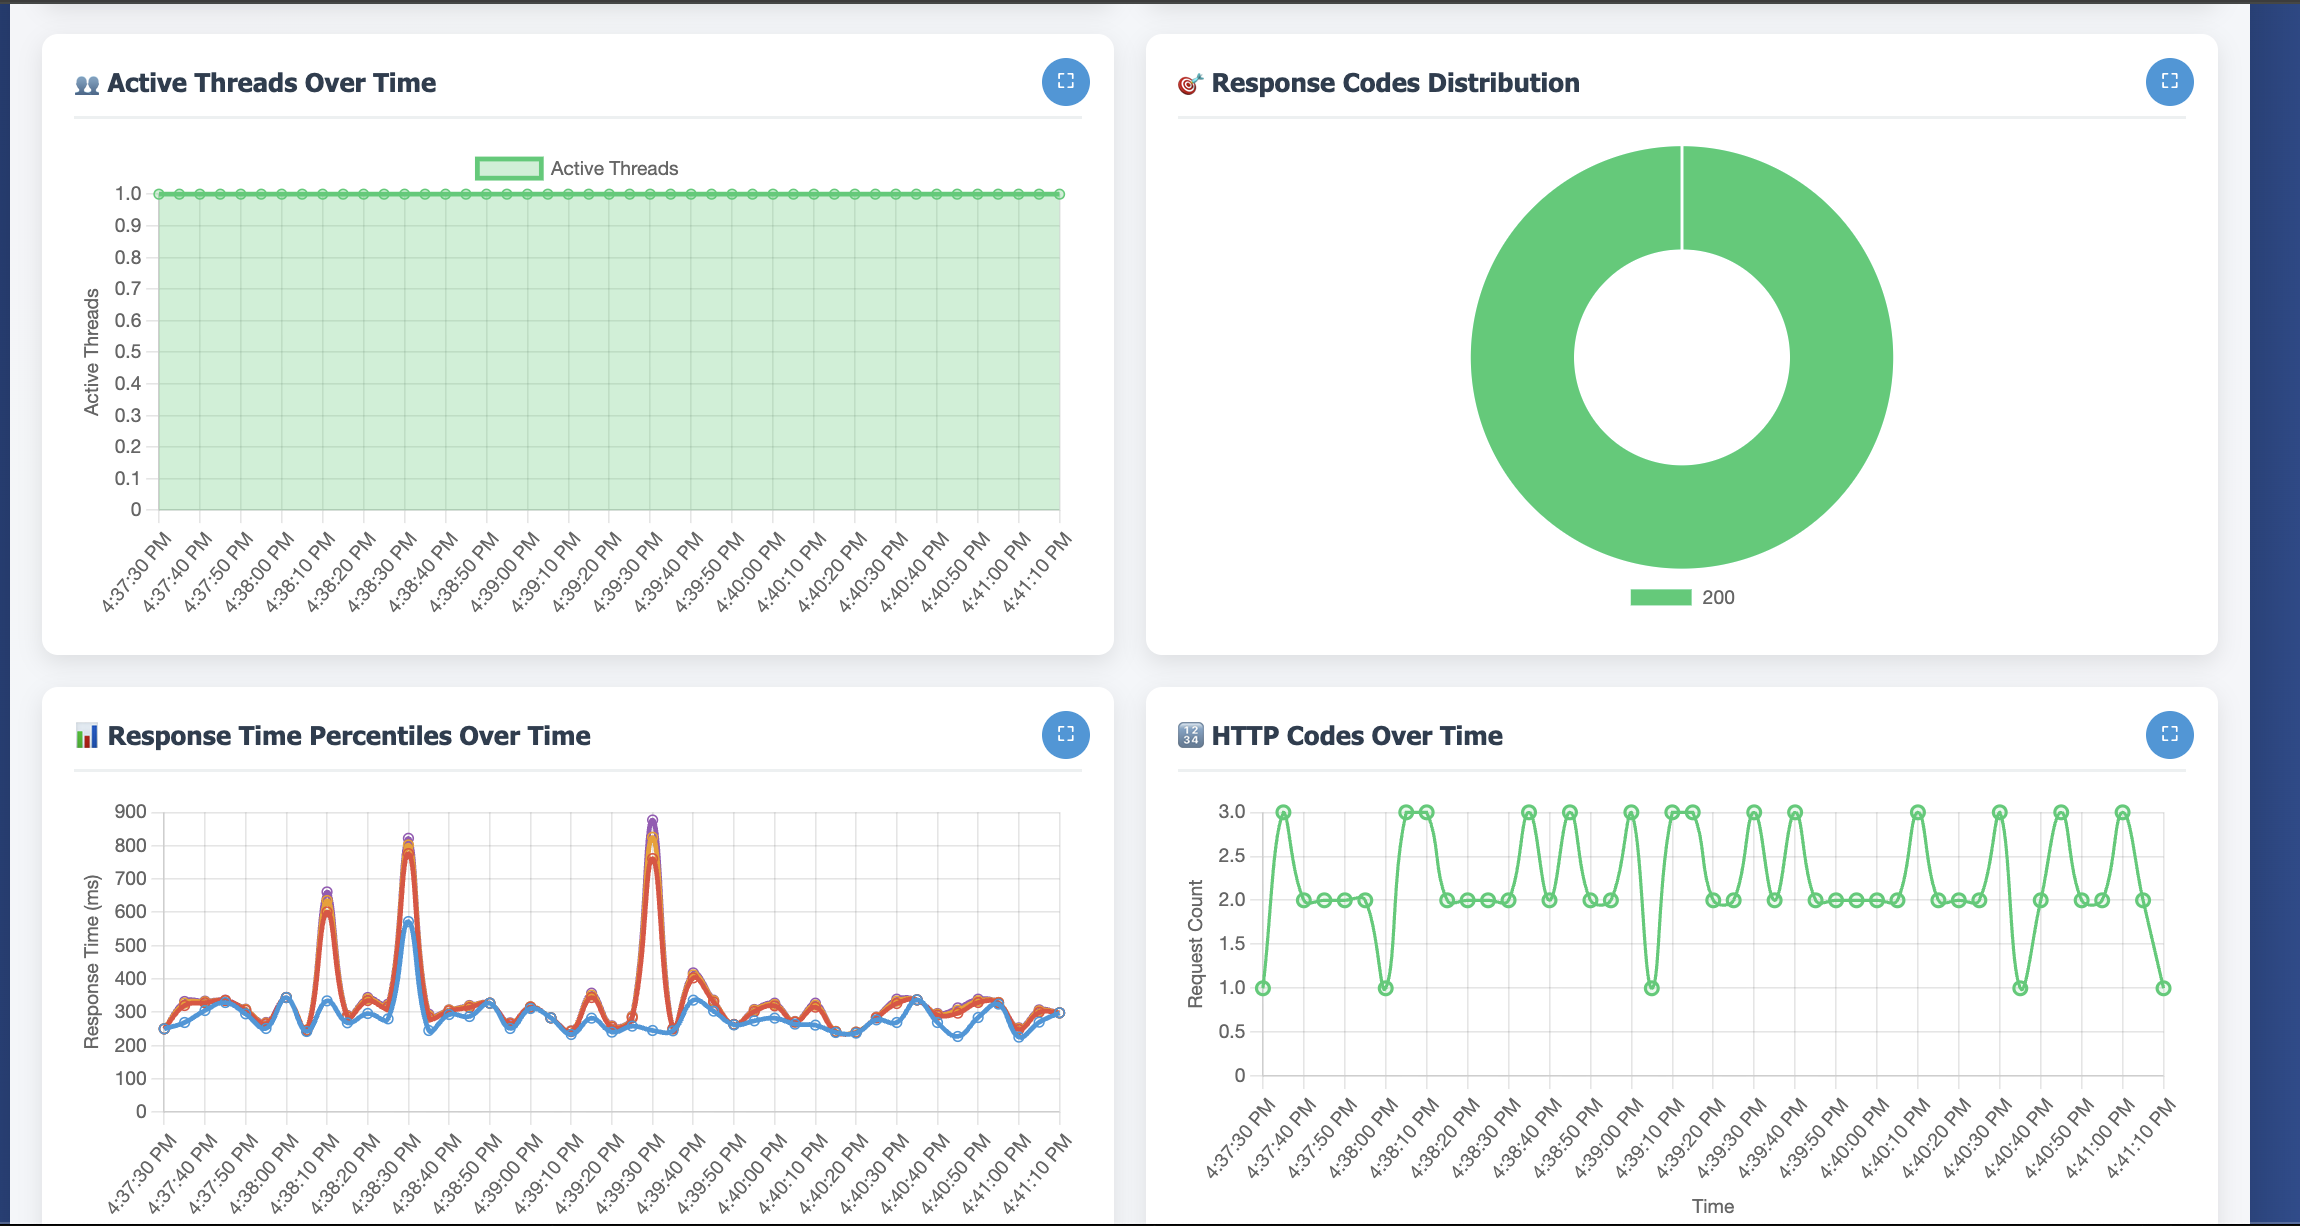 Active Threads Over Time
Active Threads
1.0
0.9
0.8
0.7
0.6
0.5
0.4
0.3
0.2
0.1
0
Active Threads
4:37:30 PM
4:37:40 PM
4:37:50 PM
4:38:00 PM
4:38:10 PM
4:38:20 PM
4:38:30 PM
4:38:40 PM
4:38:50 PM
4:39:00 PM
4:39:10 PM
4:39:20 PM
4:39:30 PM
4:39:40 PM
4:39:50 PM
4:40:00 PM
4:40:10 PM
4:40:20 PM
4:40:30 PM
4:40:40 PM
4:40:50 PM
4:41:00 PM
4:41:10 PM
Response Codes Distribution
200
Response Time Percentiles Over Time
900
800
700
600
500
400
300
200
100
0
Response Time (ms)
4:37:30 PM
4:37:40 PM
4:37:50 PM
4:38:00 PM
4:38:10 PM
4:38:20 PM
4:38:30 PM
4:38:40 PM
4:38:50 PM
4:39:00 PM
4:39:10 PM
4:39:20 PM
4:39:30 PM
4:39:40 PM
4:39:50 PM
4:40:00 PM
4:40:10 PM
4:40:20 PM
4:40:30 PM
4:40:40 PM
4:40:50 PM
4:41:00 PM
4:41:10 PM
12
34
HTTP Codes Over Time
3.0
2.5
2.0
1.5
1.0
0.5
0
Request Count
4:37:30 PM
4:37:40 PM
4:37:50 PM
4:38:00 PM
4:38:10 PM
4:38:20 PM
4:38:30 PM
4:38:40 PM
4:38:50 PM
4:39:00 PM
4:39:10 PM
4:39:20 PM
4:39:30 PM
4:39:40 PM
4:39:50 PM
4:40:00 PM
4:40:10 PM
4:40:20 PM
4:40:30 PM
4:40:40 PM
4:40:50 PM
4:41:00 PM
4:41:10 PM
Time